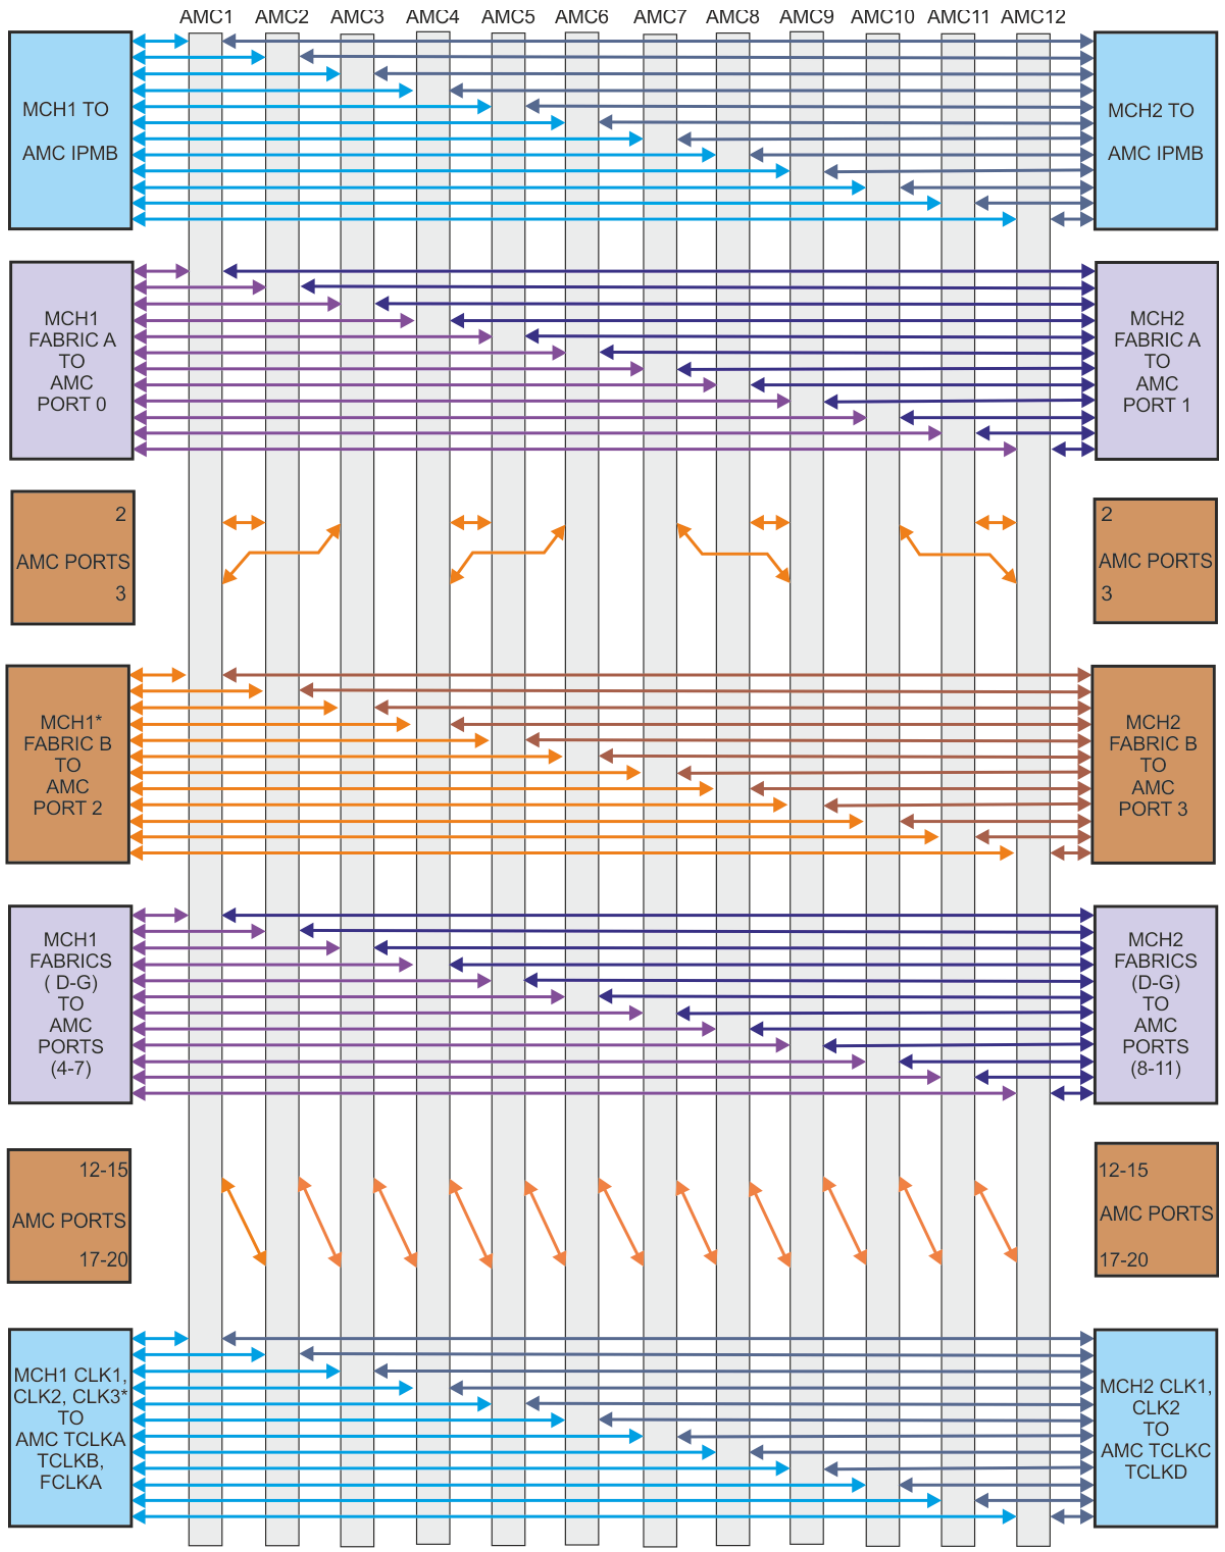 AMC1 AMC2 AMC3 AMC4 AMC5 AMC6 AMC7 AMC8 AMC9 AMC10 AMC11 AMC12
MCH1 TO
AMC IPMB
MCH2 TO
AMC IPMB
MCH1
FABRIC A
TO
AMC
PORT 0
MCH2
FABRIC A
TO
AMC
PORT 1
2
AMC PORTS
3
2
AMC PORTS
3
MCH1*
FABRIC B
TO
AMC
PORT 2
MCH2
FABRIC B
TO
AMC
PORT 3
MCH1
FABRICS
( D-G)
TO
AMC
PORTS
(4-7)
MCH2
FABRICS
(D-G)
TO
AMC
PORTS
(8-11)
12-15
AMC PORTS
17-20
12-15
AMC PORTS
17-20
MCH1 CLK1,
CLK2, CLK3*
TO
AMC TCLKA
TCLKB,
FCLKA
MCH2 CLK1,
CLK2
TO
AMC TCLKC
TCLKD